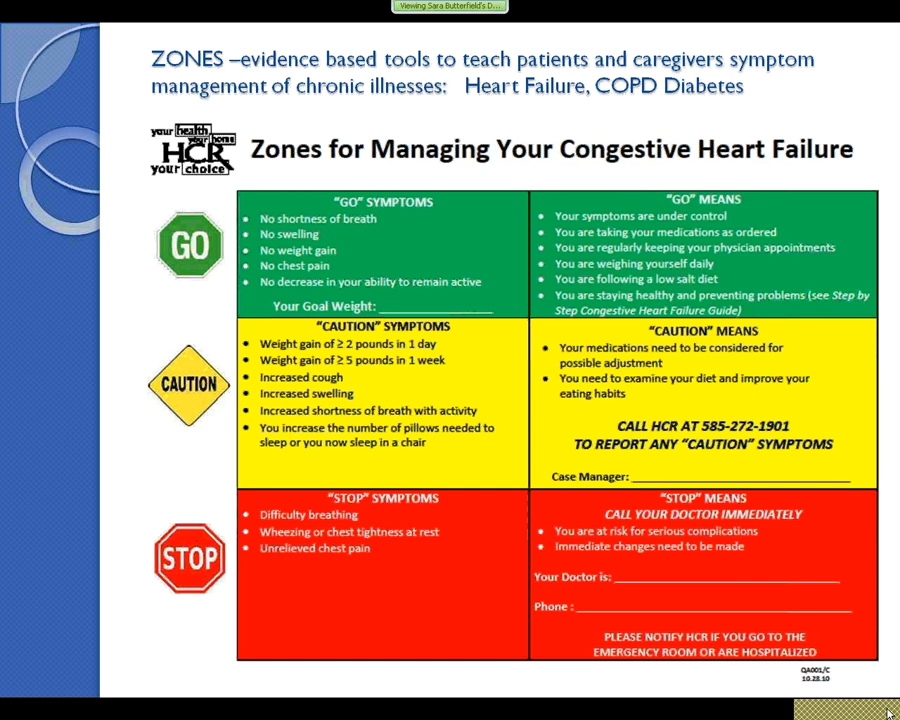 Viewing Sara Butterfield's D...
ZONES –evidence based tools to teach patients and caregivers symptom
management of chronic illnesses: Heart Failure, COPD Diabetes
your health
your home
HCR
your choice
Zones for Managing Your Congestive Heart Failure
GO
"GO" SYMPTOMS
• No shortness of breath
• No swelling
• No weight gain
• No chest pain
• No decrease in your ability to remain active
Your Goal Weight: ________________
"GO" MEANS
• Your symptoms are under control
• You are taking your medications as ordered
• You are regularly keeping your physician appointments
• You are weighing yourself daily
• You are following a low salt diet
• You are staying healthy and preventing problems (see Step by
Step Congestive Heart Failure Guide)
CAUTION
"CAUTION" SYMPTOMS
• Weight gain of ≥ 2 pounds in 1 day
• Weight gain of ≥ 5 pounds in 1 week
• Increased cough
• Increased swelling
• Increased shortness of breath with activity
• You increase the number of pillows needed to
sleep or you now sleep in a chair
"CAUTION" MEANS
• Your medications need to be considered for
possible adjustment
• You need to examine your diet and improve your
eating habits
CALL HCR AT 585-272-1901
TO REPORT ANY "CAUTION" SYMPTOMS
Case Manager: ________________
STOP
"STOP" SYMPTOMS
• Difficulty breathing
• Wheezing or chest tightness at rest
• Unrelieved chest pain
"STOP" MEANS
CALL YOUR DOCTOR IMMEDIATELY
• You are at risk for serious complications
• Immediate changes need to be made
Your Doctor is: ________________
Phone : ________________
PLEASE NOTIFY HCR IF YOU GO TO THE
EMERGENCY ROOM OR ARE HOSPITALIZED
QA001/C
10.28.10